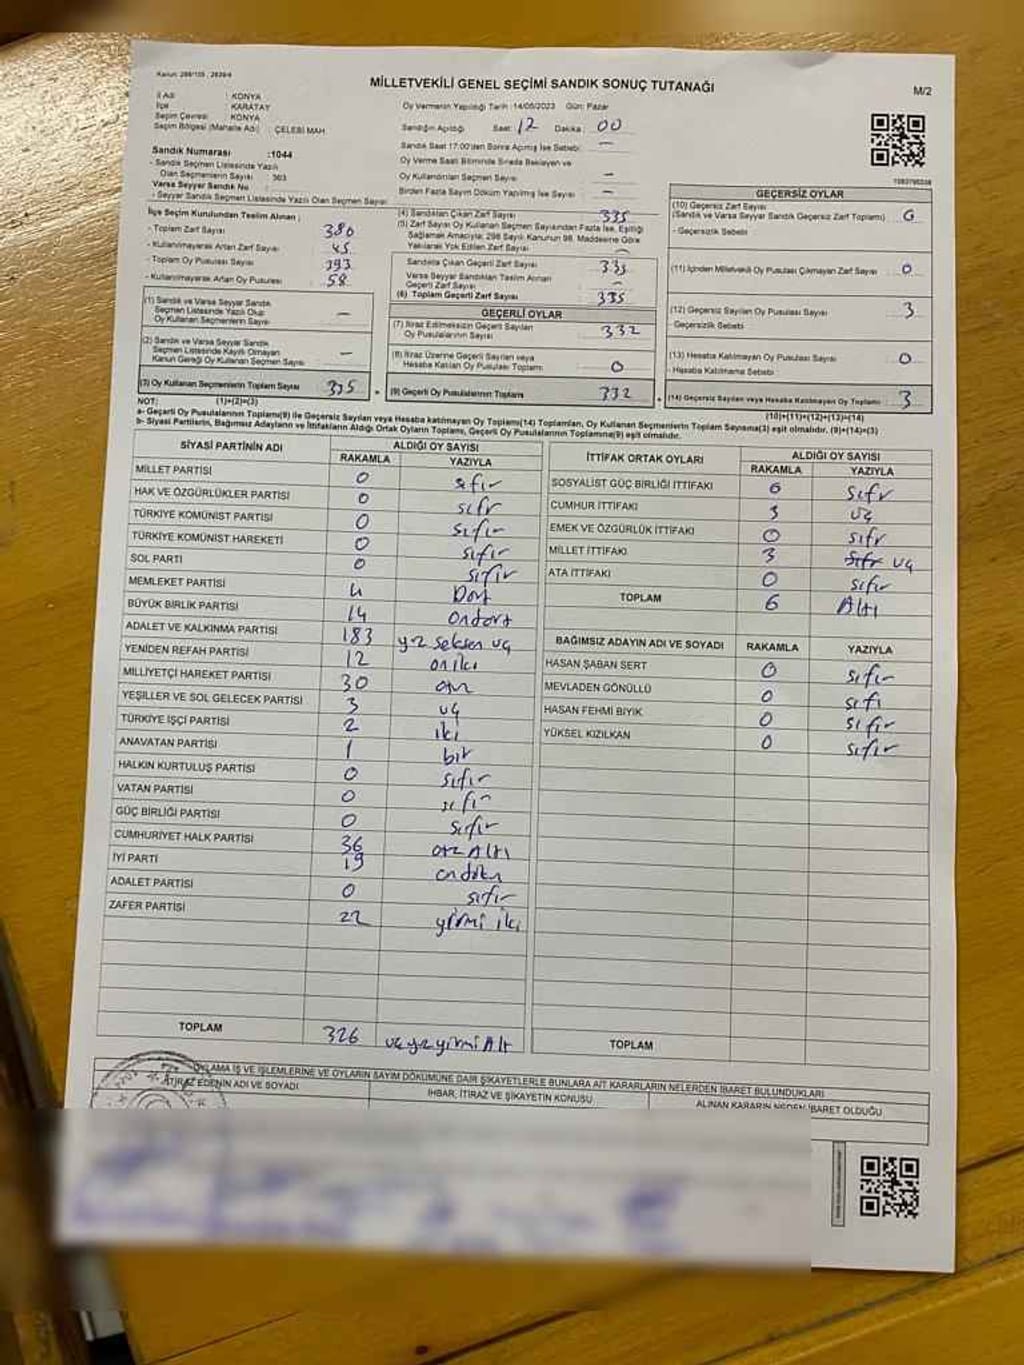 Kanun: 298/105 , 2839/4
MİLLETVEKİLİ GENEL SEÇİMİ SANDIK SONUÇ TUTANAĞI
M/2
İl Adı : KONYA
İlçe : KARATAY
Seçim Çevresi : KONYA
Seçim Bölgesi (Mahalle Adı) : ÇELEBİ MAH.
Sandık Numarası :1044
- Sandık Seçmen Listesinde Yazılı
Olan Seçmenlerin Sayısı : 363
Varsa Seyyar Sandık No :
- Seyyar Sandık Seçmen Listesinde Yazılı Olan Seçmen Sayısı:
Oy Vermenin Yapıldığı Tarih :14/05/2023 Gün: Pazar
Sandığın Açıldığı Saat: 12 Dakika: 00
Sandık Saat 17:00'den Sonra Açılmış İse Sebebi: —
Oy Verme Saati Bitiminde Sırada Bekleyen ve
Oy Kullandırılan Seçmen Sayısı : —
Birden Fazla Sayım Döküm Yapılmış İse Sayısı : —
İlçe Seçim Kurulundan Teslim Alınan ;
- Toplam Zarf Sayısı : 380
- Kullanılmayarak Artan Zarf Sayısı : 45
- Toplam Oy Pusulası Sayısı : 393
- Kullanılmayarak Artan Oy Pusulası : 58
(1) Sandık ve Varsa Seyyar Sandık
Seçmen Listesinde Yazılı Olup
Oy Kullanan Seçmenlerin Sayısı : —
(2) Sandık ve Varsa Seyyar Sandık
Seçmen Listesinde Kayıtlı Olmayan
Kanun Gereği Oy Kullanan Seçmen Sayısı : —
(3) Oy Kullanan Seçmenlerin Toplam Sayısı : 335
(4) Sandıktan Çıkan Zarf Sayısı : 335
(5) Zarf Sayısı Oy Kullanan Seçmen Sayısından Fazla İse, Eşitliği
Sağlamak Amacıyla; 298 Sayılı Kanunun 98. Maddesine Göre
Yakılarak Yok Edilen Zarf Sayısı : —
Sandıkta Çıkan Geçerli Zarf Sayısı : 335
Varsa Seyyar Sandıktan Teslim Alınan
Geçerli Zarf Sayısı : —
(6) Toplam Geçerli Zarf Sayısı : 335
GEÇERLİ OYLAR
(7) İtiraz Edilmeksizin Geçerli Sayılan
Oy Pusulalarının Sayısı : 332
(8) İtiraz Üzerine Geçerli Sayılan veya
Hesaba Katılan Oy Pusulası Toplamı : 0
(9) Geçerli Oy Pusulalarının Toplamı : 332
GEÇERSİZ OYLAR
(10) Geçersiz Zarf Sayısı
(Sandık ve Varsa Seyyar Sandık Geçersiz Zarf Toplamı) :
- Geçersizlik Sebebi :
(11) İçinden Milletvekili Oy Pusulası Çıkmayan Zarf Sayısı : 0
(12) Geçersiz Sayılan Oy Pusulası Sayısı : 3
- Geçersizlik Sebebi :
(13) Hesaba Katılmayan Oy Pusulası Sayısı : 0
- Hesaba Katılmama Sebebi :
(14) Geçersiz Sayılan veya Hesaba Katılmayan Oy Toplamı : 3
NOT: (1)+(2)=(3) (10)+(11)+(12)+(13)=(14)
a- Geçerli Oy Pusulalarının Toplamı(9) ile Geçersiz Sayılan veya Hesaba katılmayan Oy Toplamı(14) Toplamları, Oy Kullanan Seçmenlerin Toplam Sayısına(3) eşit olmalıdır. (9)+(14)=(3)
b- Siyasi Partilerin, Bağımsız Adayların ve İttifakların Aldığı Ortak Oyların Toplamı, Geçerli Oy Pusulalarının Toplamına(9) eşit olmalıdır.
SİYASİ PARTİNİN ADI ALDIĞI OY SAYISI
RAKAMLA YAZIYLA
MİLLET PARTİSİ 0 sıfır
HAK VE ÖZGÜRLÜKLER PARTİSİ 0 sıfır
TÜRKİYE KOMÜNİST PARTİSİ 0 sıfır
TÜRKİYE KOMÜNİST HAREKETİ 0 sıfır
SOL PARTİ 0 sıfır
MEMLEKET PARTİSİ 4 Dört
BÜYÜK BİRLİK PARTİSİ 14 ondört
ADALET VE KALKINMA PARTİSİ 183 yz seksen üç
YENİDEN REFAH PARTİSİ 12 oniki
MİLLİYETÇİ HAREKET PARTİSİ 30 otuz
YEŞİLLER VE SOL GELECEK PARTİSİ 3 üç
TÜRKİYE İŞÇİ PARTİSİ 2 iki
ANAVATAN PARTİSİ 1 bir
HALKIN KURTULUŞ PARTİSİ 0 sıfır
VATAN PARTİSİ 0 sıfır
GÜÇ BİRLİĞİ PARTİSİ 0 sıfır
CUMHURİYET HALK PARTİSİ 36 otz Altı
İYİ PARTİ 19 ondokuz
ADALET PARTİSİ 0 sıfır
ZAFER PARTİSİ 22 yirmi iki
TOPLAM 326 üç yz yirmi Altı
İTTİFAK ORTAK OYLARI ALDIĞI OY SAYISI
RAKAMLA YAZIYLA
SOSYALİST GÜÇ BİRLİĞİ İTTİFAKI sıfır
CUMHUR İTTİFAKI 3 üç
EMEK VE ÖZGÜRLÜK İTTİFAKI 0 sıfır
MİLLET İTTİFAKI 3 üç
ATA İTTİFAKI 0 sıfır
TOPLAM 6 Altı
BAĞIMSIZ ADAYIN ADI VE SOYADI RAKAMLA YAZIYLA
HASAN ŞABAN SERT 0 sıfır
MEVLADEN GÖNÜLLÜ 0 sıfır
HASAN FEHMİ BIYIK 0 sıfır
YÜKSEL KIZILKAN 0 sıfır
TOPLAM
OYLAMA İŞ VE İŞLEMLERİNE VE OYLARIN SAYIM DÖKÜMÜNE DAİR ŞİKAYETLERLE BUNLARA AİT KARARLARIN NELERDEN İBARET BULUNDUKLARI
İTİRAZ EDENİN ADI VE SOYADI İHBAR, İTİRAZ VE ŞİKAYETİN KONUSU ALINAN KARARIN NEDEN İBARET OLDUĞU